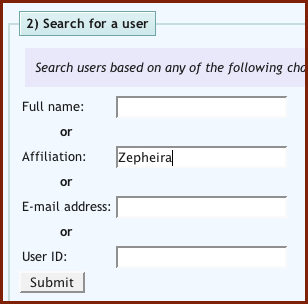 2) Search for a user
Search users based on any of the following cha
Full name:
or
Affiliation: Zepheira
or
E-mail address:
or
User ID:
Submit